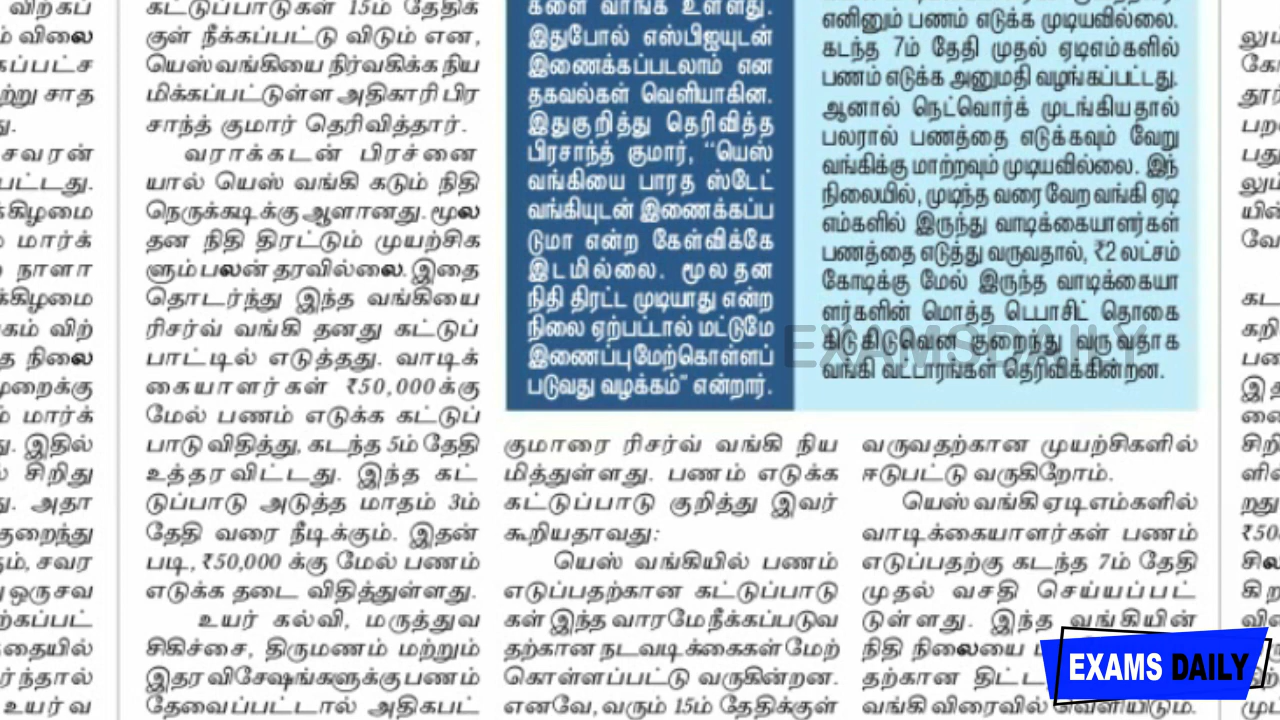 விற்கப்
விலை
சவரன்
மார்க்
நாளா
விற்
நிலை
மார்க்
இதில்
சிறிது
அதா
சவர
ஒருசவ
உயர்வ
கட்டுப்பாடுகள் 15ம் தேதிக்
குள் நீக்கப்பட்டு விடும் என,
யெஸ்வங்கியை நிர்வகிக்க நிய
மிக்கப்பட்டுள்ள அதிகாரி பிர
சாந்த் குமார் தெரிவித்தார்.
வராக்கடன் பிரச்னை
யால் யெஸ் வங்கி கடும் நிதி
நெருக்கடிக்கு ஆளானது. மூல
தன நிதி திரட்டும் முயற்சிக
ளும் பலன் தரவில்லை. இதை
தொடர்ந்து இந்த வங்கியை
ரிசர்வ் வங்கி தனது கட்டுப்
பாட்டில் எடுத்தது. வாடிக்
கையாளர்கள் ₹50,000க்கு
மேல் பணம் எடுக்க கட்டுப்
பாடு விதித்து, கடந்த 5ம் தேதி
உத்தரவிட்டது. இந்த கட்
டுப்பாடு அடுத்த மாதம் 3ம்
தேதி வரை நீடிக்கும். இதன்
படி, ₹50,000 க்கு மேல் பணம்
எடுக்க தடை விதித்துள்ளது.
உயர் கல்வி, மருத்துவ
சிகிச்சை, திருமணம் மற்றும்
இதர விசேஷங்களுக்கு பணம்
தேவைப்பட்டால் அதிகபட்
களை வாங்க உள்ளது.
இதுபோல் எஸ்பிஐயுடன்
இணைக்கப்படலாம் என
தகவல்கள் வெளியாகின.
இதுகுறித்து தெரிவித்த
பிரசாந்த் குமார், “யெஸ்
வங்கியை பாரத ஸ்டேட்
வங்கியுடன் இணைக்கப்ப
டுமா என்ற கேள்விக்கே
இடமில்லை. மூலதன
நிதி திரட்ட முடியாது என்ற
நிலை ஏற்பட்டால் மட்டுமே
இணைப்பு மேற்கொள்ளப்
படுவது வழக்கம்” என்றார்.
எனினும் பணம் எடுக்க முடியவில்லை.
கடந்த 7ம் தேதி முதல் ஏடிஎம்களில்
பணம் எடுக்க அனுமதி வழங்கப்பட்டது.
ஆனால் நெட்வொர்க் முடங்கியதால்
பலரால் பணத்தை எடுக்கவும் வேறு
வங்கிக்கு மாற்றவும் முடியவில்லை. இந்
நிலையில், முடிந்த வரை வேற வங்கி ஏடி
எம்களில் இருந்து வாடிக்கையாளர்கள்
பணத்தை எடுத்து வருவதால், ₹2 லட்சம்
கோடிக்கு மேல் இருந்த வாடிக்கையா
ளர்களின் மொத்த டெபாசிட் தொகை
கிடுகிடுவென குறைந்து வருவதாக
வங்கி வட்டாரங்கள் தெரிவிக்கின்றன.
EXAMSDAILY
குமாரை ரிசர்வ் வங்கி நிய
மித்துள்ளது. பணம் எடுக்க
கட்டுப்பாடு குறித்து இவர்
கூறியதாவது:
யெஸ் வங்கியில் பணம்
எடுப்பதற்கான கட்டுப்பாடு
கள் இந்த வாரமே நீக்கப்படுவ
தற்கான நடவடிக்கைகள் மேற்
கொள்ளப்பட்டு வருகின்றன.
எனவே, வரும் 15ம் தேதிக்குள்
வருவதற்கான முயற்சிகளில்
ஈடுபட்டு வருகிறோம்.
யெஸ் வங்கி ஏடிஎம்களில்
வாடிக்கையாளர்கள் பணம்
எடுப்பதற்கு கடந்த 7ம் தேதி
முதல் வசதி செய்யப்பட்
டுள்ளது. இந்த வங்கியின்
நிதி நிலையை
தற்கான திட்ட
வங்கி விரைவில் வெளியிடும்.
EXAMS DAILY